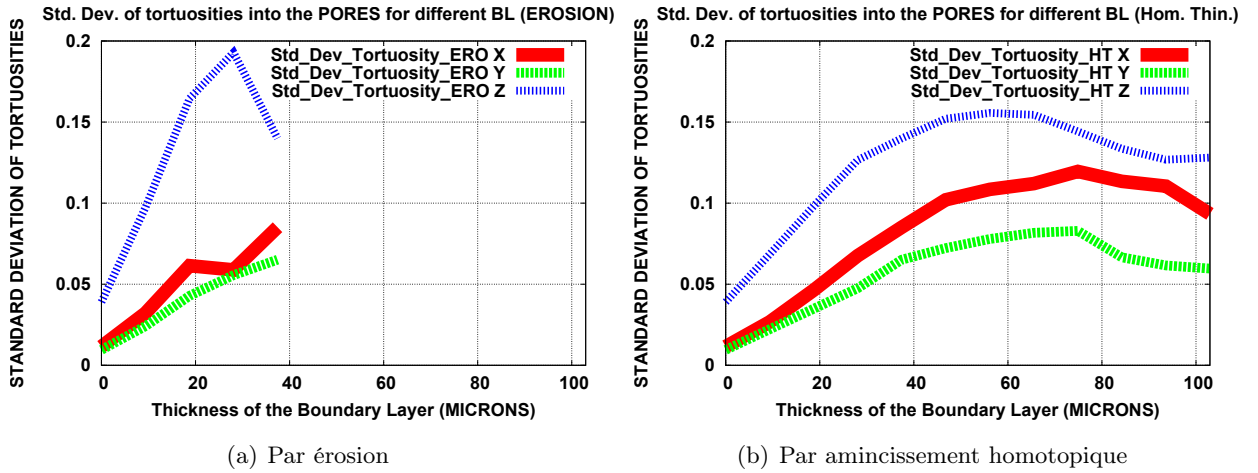 Std. Dev. of tortuosities into the PORES for different BL (EROSION)
STANDARD DEVIATION OF TORTUOSITIES
0.2
0.15
0.1
0.05
0
Std_Dev_Tortuosity_ERO X
Std_Dev_Tortuosity_ERO Y
Std_Dev_Tortuosity_ERO Z
0 20 40 60 80 100
Thickness of the Boundary Layer (MICRONS)
(a) Par érosion
Std. Dev. of tortuosities into the PORES for different BL (Hom. Thin.)
STANDARD DEVIATION OF TORTUOSITIES
0.2
0.15
0.1
0.05
0
Std_Dev_Tortuosity_HT X
Std_Dev_Tortuosity_HT Y
Std_Dev_Tortuosity_HT Z
0 20 40 60 80 100
Thickness of the Boundary Layer (MICRONS)
(b) Par amincissement homotopique